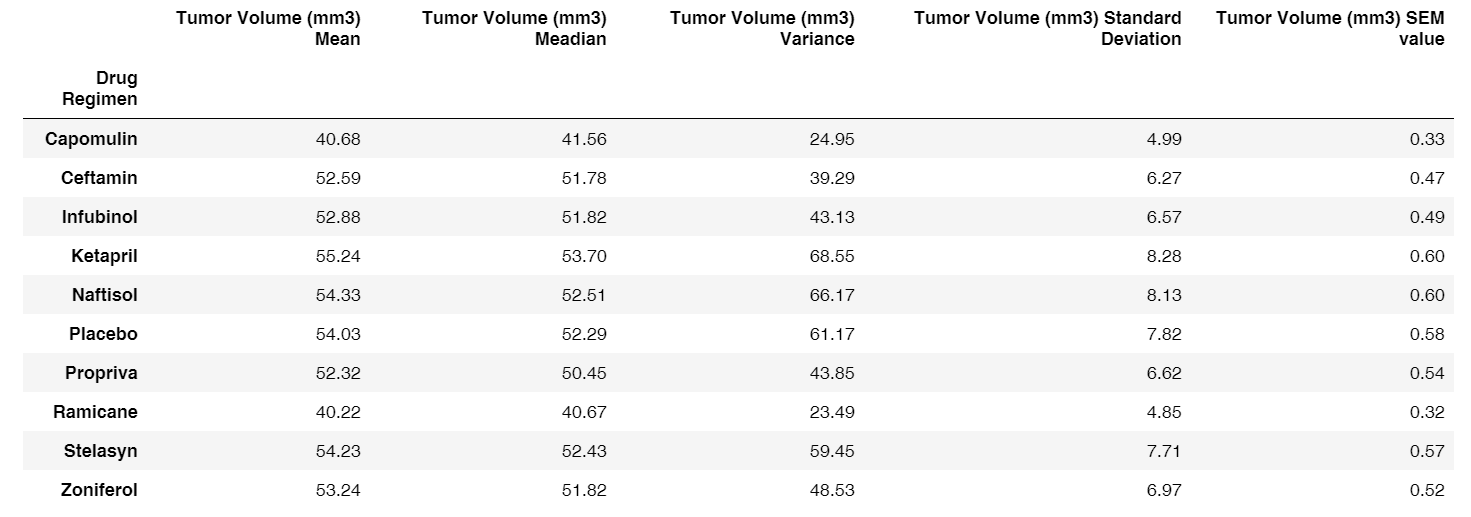 Tumor Volume (mm3) Mean Tumor Volume (mm3) Meadian Tumor Volume (mm3) Variance Tumor Volume (mm3) Standard Deviation Tumor Volume (mm3) SEM value
Drug Regimen
Capomulin 40.68 41.56 24.95 4.99 0.33
Ceftamin 52.59 51.78 39.29 6.27 0.47
Infubinol 52.88 51.82 43.13 6.57 0.49
Ketapril 55.24 53.70 68.55 8.28 0.60
Naftisol 54.33 52.51 66.17 8.13 0.60
Placebo 54.03 52.29 61.17 7.82 0.58
Propriva 52.32 50.45 43.85 6.62 0.54
Ramicane 40.22 40.67 23.49 4.85 0.32
Stelasyn 54.23 52.43 59.45 7.71 0.57
Zoniferol 53.24 51.82 48.53 6.97 0.52